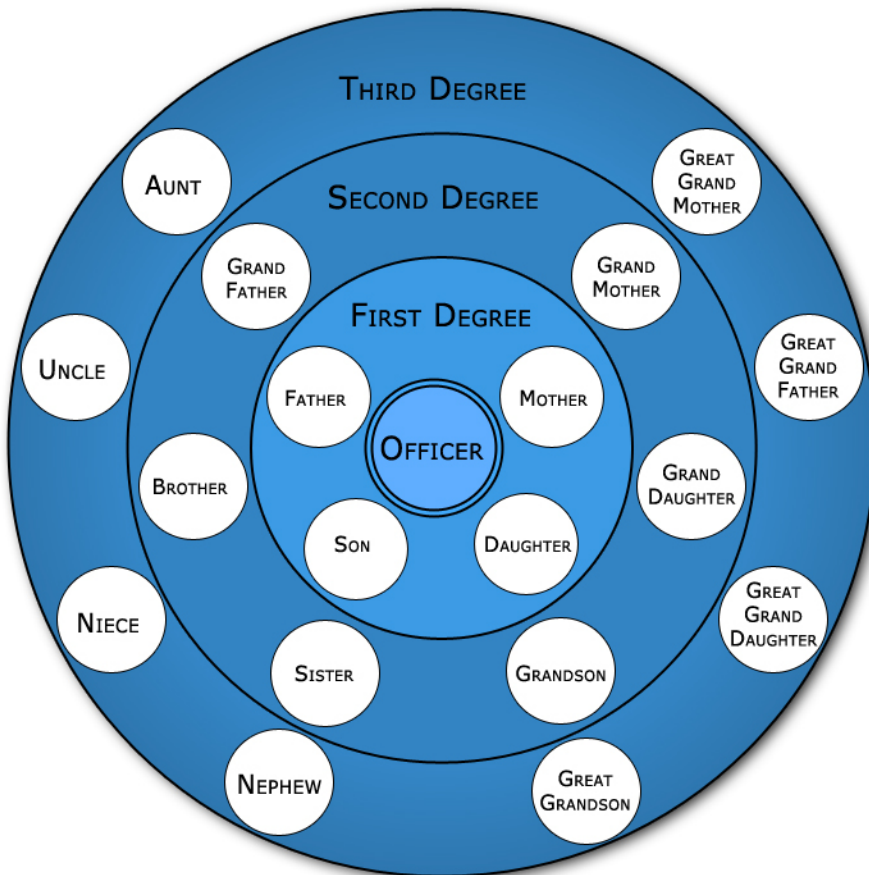 Third Degree
Aunt
Great
Grand
Mother
Second Degree
Grand
Father
Grand
Mother
First Degree
Uncle
Great
Grand
Father
Father
Mother
Officer
Brother
Grand
Daughter
Son
Daughter
Niece
Great
Grand
Daughter
Sister
Grandson
Nephew
Great
Grandson